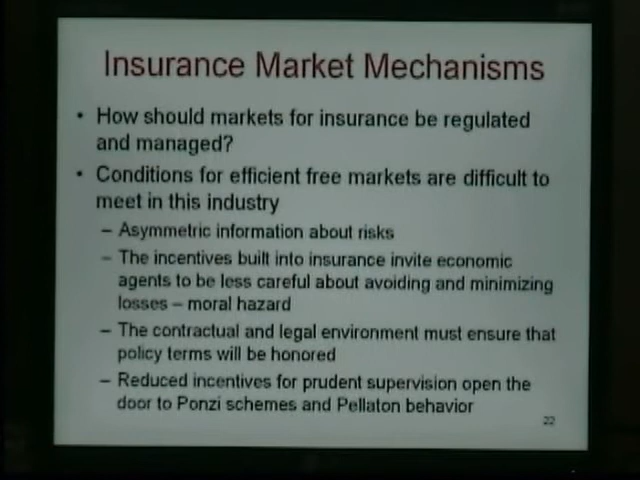 Insurance Market Mechanisms
• How should markets for insurance be regulated
and managed?
• Conditions for efficient free markets are difficult to
meet in this industry
– Asymmetric information about risks
– The incentives built into insurance invite economic
agents to be less careful about avoiding and minimizing
losses – moral hazard
– The contractual and legal environment must ensure that
policy terms will be honored
– Reduced incentives for prudent supervision open the
door to Ponzi schemes and Pellaton behavior
22